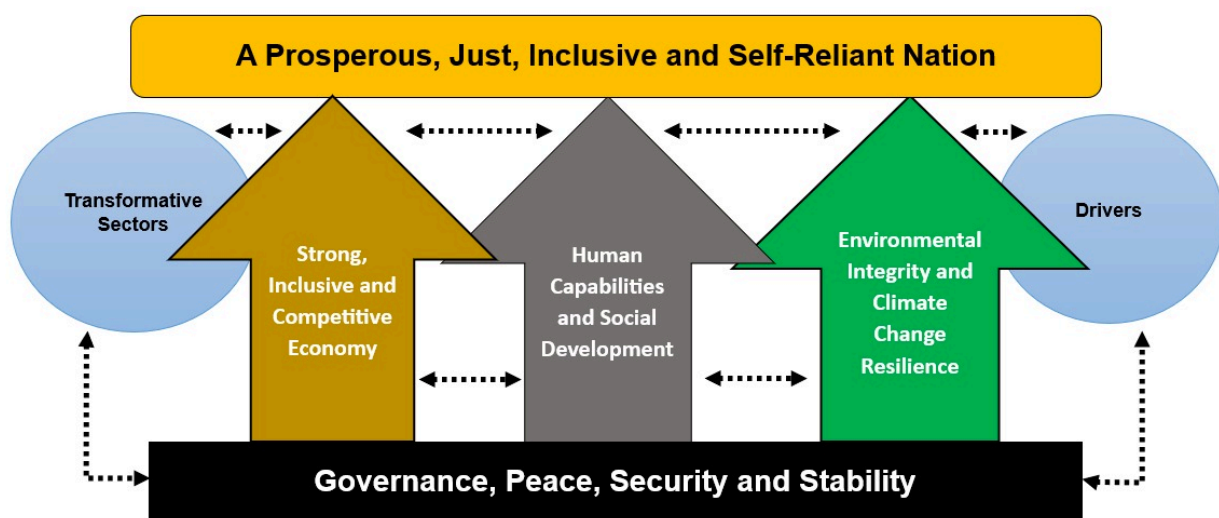 A Prosperous, Just, Inclusive and Self-Reliant Nation
Transformative
Sectors
Strong,
Inclusive and
Competitive
Economy
Human
Capabilities
and Social
Development
Environmental
Integrity and
Climate
Change
Resilience
Drivers
Governance, Peace, Security and Stability